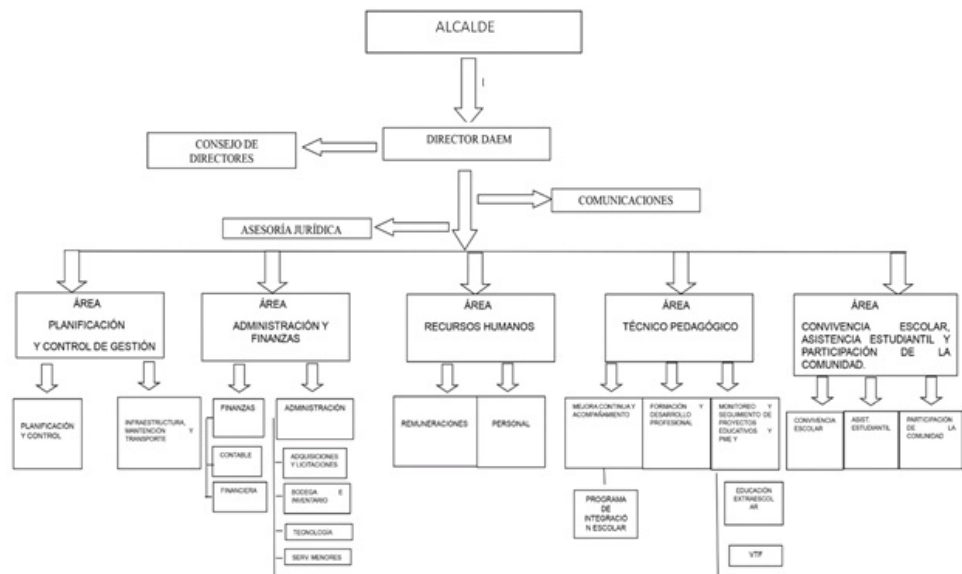 ALCALDE
DIRECTOR DAEM
CONSEJO DE
DIRECTORES
COMUNICACIONES
ASESORÍA JURÍDICA
ÁREA
PLANIFICACIÓN
Y CONTROL DE GESTIÓN
ÁREA
ADMINISTRACIÓN Y
FINANZAS
ÁREA
RECURSOS HUMANOS
ÁREA
TÉCNICO PEDAGÓGICO
ÁREA
CONVIVENCIA ESCOLAR,
ASISTENCIA ESTUDIANTIL Y
PARTICIPACIÓN DE LA
COMUNIDAD.
PLANIFICACIÓN
Y CONTROL
INFRAESTRUCTURA,
MANTENCIÓN Y
TRANSPORTE
FINANZAS
CONTABLE
FINANCIERA
ADMINISTRACIÓN
ADQUISICIONES
Y LICITACIONES
BODEGA E
INVENTARIO
TECNOLOGÍA
SERV. MENORES
REMUNERACIONES
PERSONAL
MEJORA CONTINUA Y
ACOMPAÑAMIENTO
PROGRAMA
DE
INTEGRACIÓ
N ESCOLAR
FORMACIÓN Y
DESARROLLO
PROFESIONAL
MONITOREO Y
SEGUIMIENTO DE
PROYECTOS
EDUCATIVOS Y
PME Y
EDUCACIÓN
EXTRAESCOL
AR
VTF
CONVIVENCIA
ESCOLAR
ASIST.
ESTUDIANTIL
PARTICIPACIÓN
DE LA
COMUNIDAD